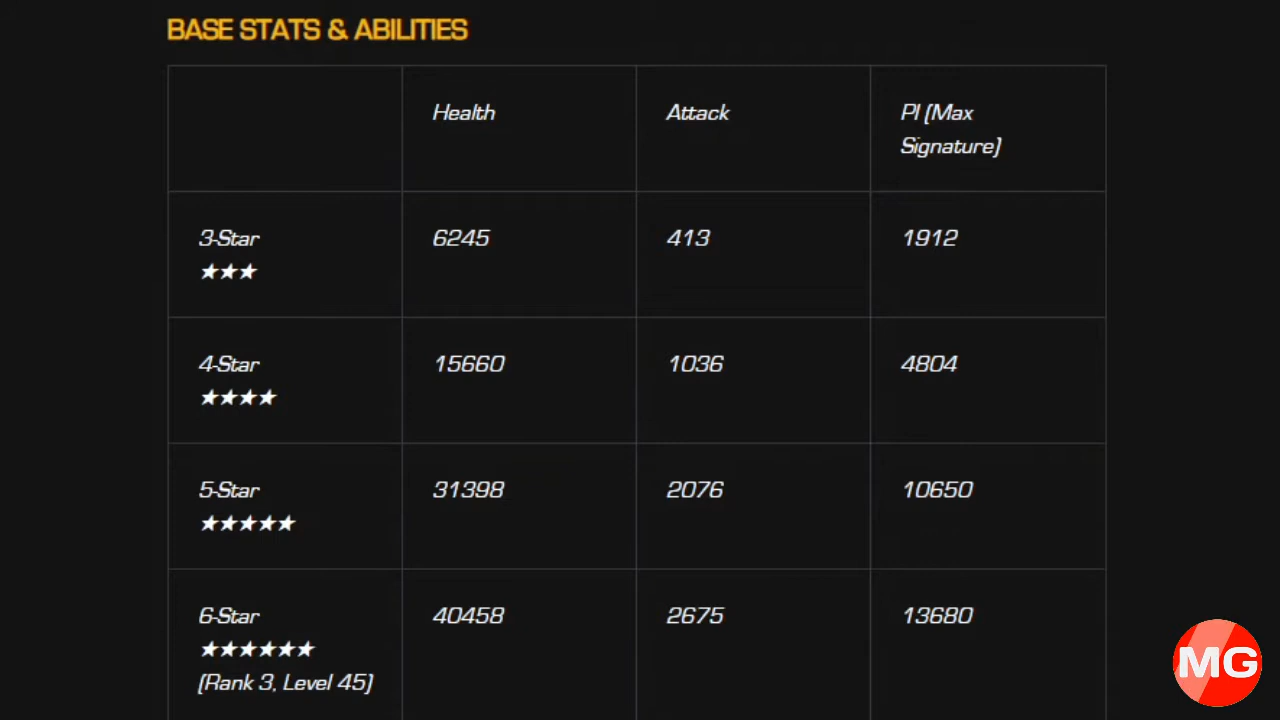 BASE STATS & ABILITIES
Health Attack PI (Max
Signature)
3-Star 6245 413 1912
★★★
4-Star 15660 1036 4804
★★★★
5-Star 31398 2076 10650
★★★★★
6-Star 40458 2675 13680
★★★★★★
(Rank 3, Level 45)
MG